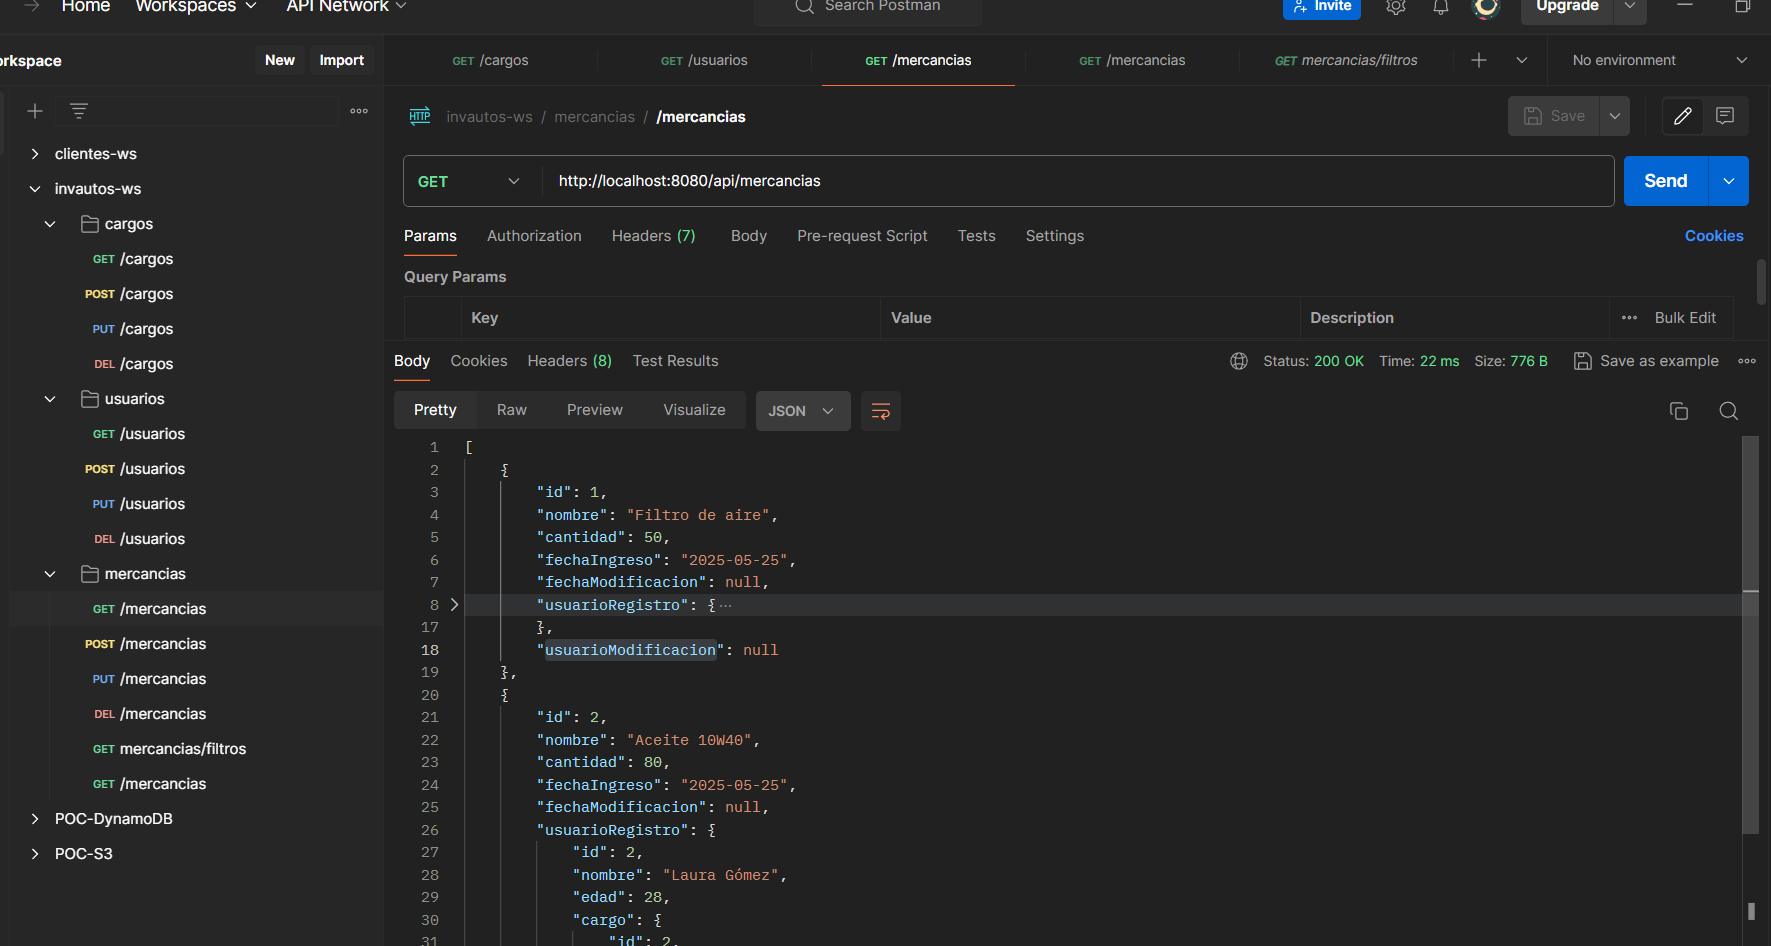 Home Workspaces API Network Search Postman Invite Upgrade
orkspace New Import
GET /cargos GET /usuarios GET /mercancias GET /mercancias GET mercancias/filtros No environment
HTTP invautos-ws / mercancias / /mercancias Save
clientes-ws
invautos-ws
cargos
GET /cargos
POST /cargos
PUT /cargos
DEL /cargos
usuarios
GET /usuarios
POST /usuarios
PUT /usuarios
DEL /usuarios
mercancias
GET /mercancias
POST /mercancias
PUT /mercancias
DEL /mercancias
GET mercancias/filtros
GET /mercancias
POC-DynamoDB
POC-S3
GET http://localhost:8080/api/mercancias Send
Params Authorization Headers (7) Body Pre-request Script Tests Settings Cookies
Query Params
Key Value Description Bulk Edit
Body Cookies Headers (8) Test Results Status: 200 OK Time: 22 ms Size: 776 B Save as example
Pretty Raw Preview Visualize JSON
1 [
2 {
3 "id": 1,
4 "nombre": "Filtro de aire",
5 "cantidad": 50,
6 "fechaIngreso": "2025-05-25",
7 "fechaModificacion": null,
8 "usuarioRegistro": {···
17 },
18 "usuarioModificacion": null
19 },
20 {
21 "id": 2,
22 "nombre": "Aceite 10W40",
23 "cantidad": 80,
24 "fechaIngreso": "2025-05-25",
25 "fechaModificacion": null,
26 "usuarioRegistro": {
27 "id": 2,
28 "nombre": "Laura Gómez",
29 "edad": 28,
30 "cargo": {
31 "id": 2,